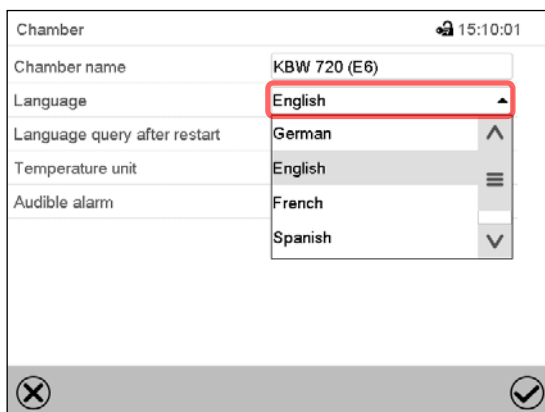 Chamber 15:10:01
Chamber name KBW 720 (E6)
Language English
Language query after restart German
Temperature unit English
Audible alarm French
Spanish